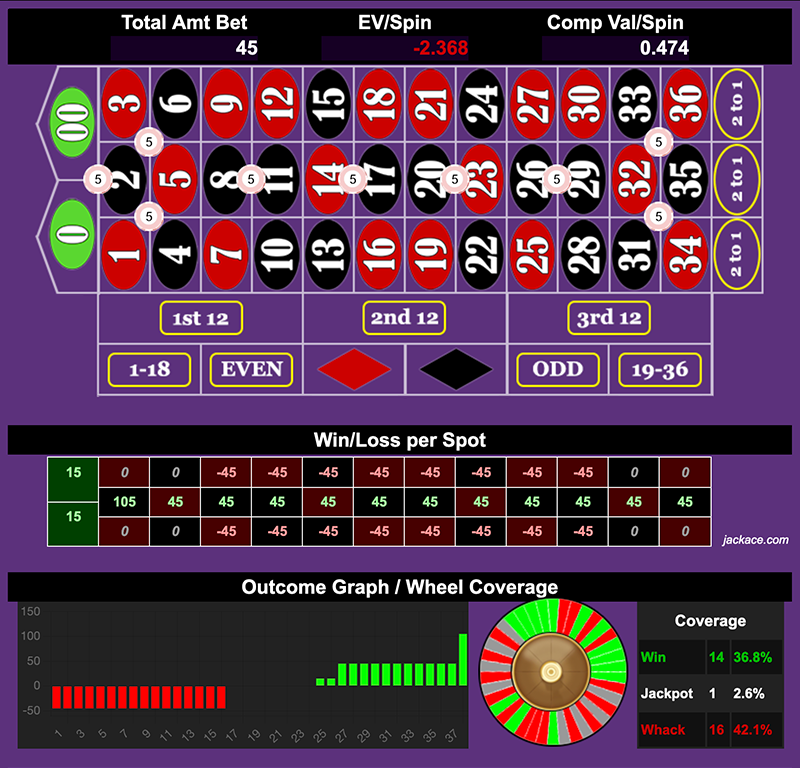 Total Amt Bet EV/Spin Comp Val/Spin
45 -2.368 0.474
00 3 6 9 12 15 18 21 24 27 30 33 36 2 to 1
5 5
2 5 8 11 14 17 20 23 26 29 32 35 2 to 1
5 5 5 5 5
5 5
0 1 4 7 10 13 16 19 22 25 28 31 34 2 to 1
1st 12 2nd 12 3rd 12
1-18 EVEN ODD 19-36
Win/Loss per Spot
15 0 0 -45 -45 -45 -45 -45 -45 -45 -45 0 0
105 45 45 45 45 45 45 45 45 45 45 45
15 0 0 -45 -45 -45 -45 -45 -45 -45 -45 0 0
jackace.com
Outcome Graph / Wheel Coverage
150
100
50
0
-50
1 3 5 7 9 11 13 15 17 19 21 23 25 27 29 31 33 35 37
Coverage
Win 14 36.8%
Jackpot 1 2.6%
Whack 16 42.1%